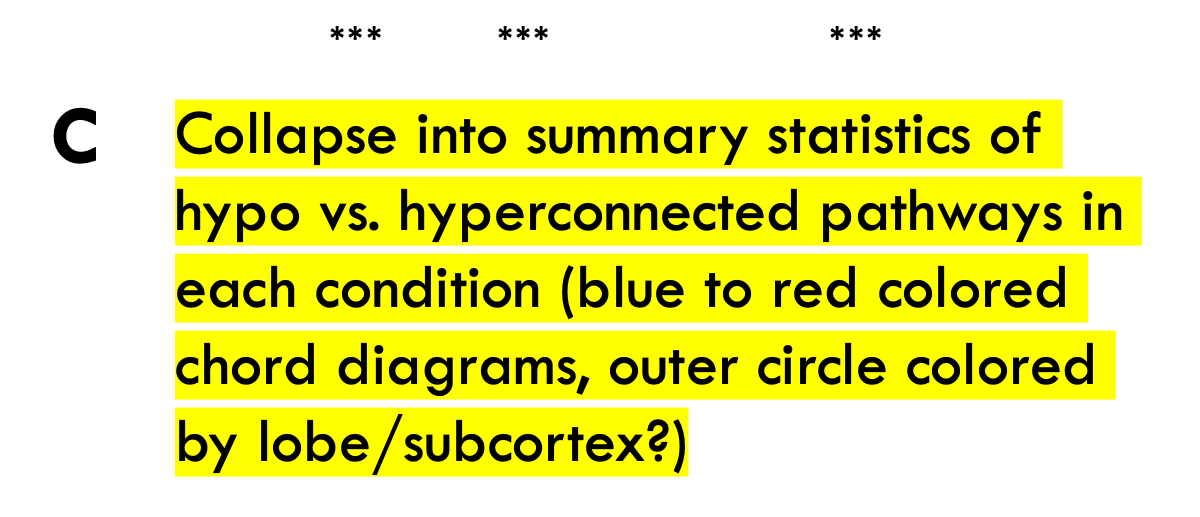 *** *** ***
C Collapse into summary statistics of
hypo vs. hyperconnected pathways in
each condition (blue to red colored
chord diagrams, outer circle colored
by lobe/subcortex?)